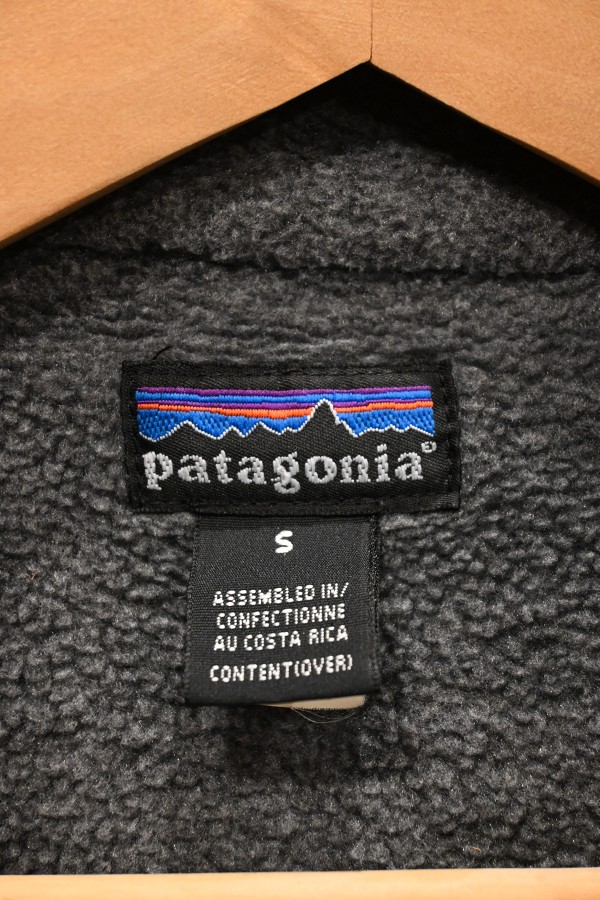 patagonia®
S
ASSEMBLED IN/
CONFECTIONNE
AU COSTA RICA
CONTENT(OVER)